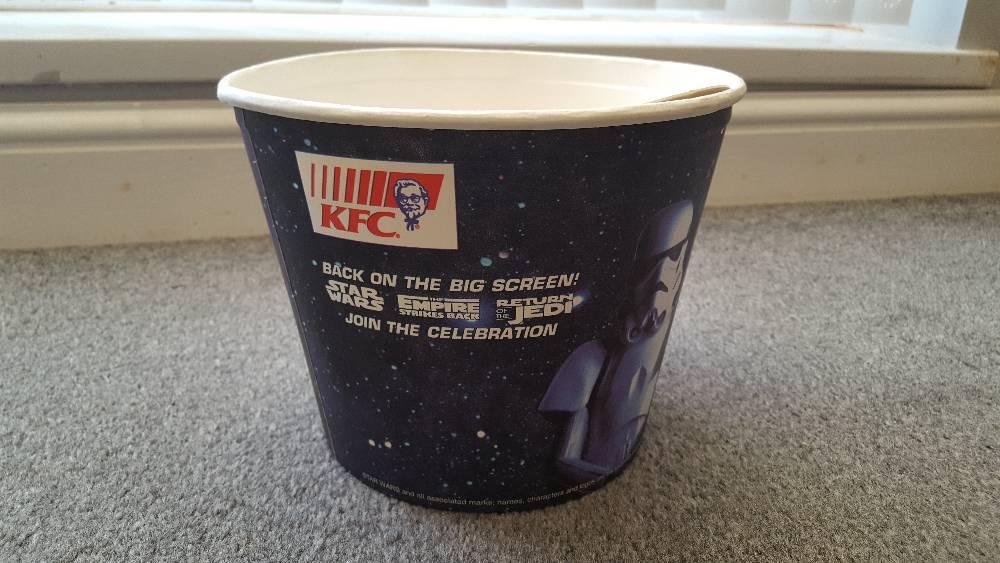 KFC.
BACK ON THE BIG SCREEN!
STAR WARS THE EMPIRE STRIKES BACK RETURN OF THE JEDI
JOIN THE CELEBRATION
STAR WARS and all associated marks, names, characters and logos